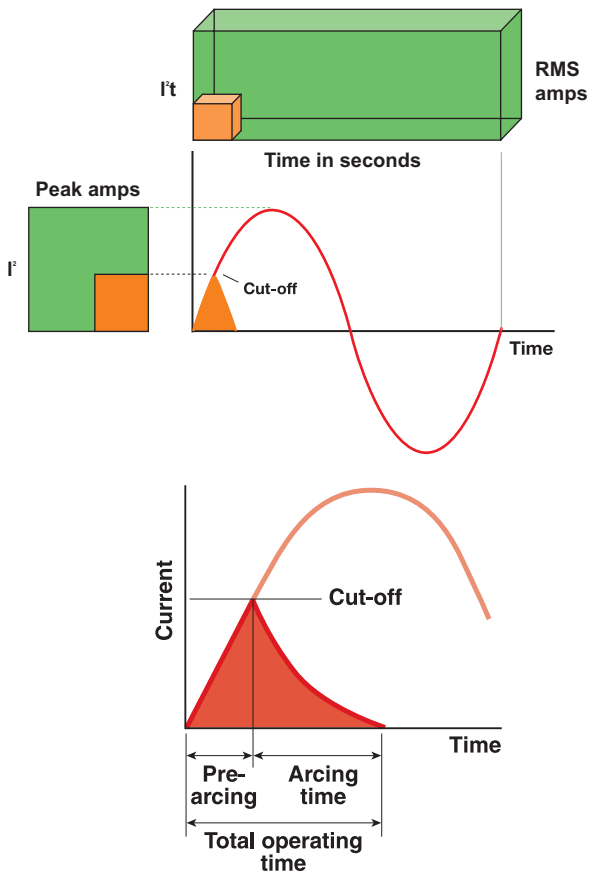 I²t
RMS
amps
Time in seconds
Peak amps
I²
Cut-off
Time
Current
Cut-off
Time
Pre-
arcing
Arcing
time
Total operating
time